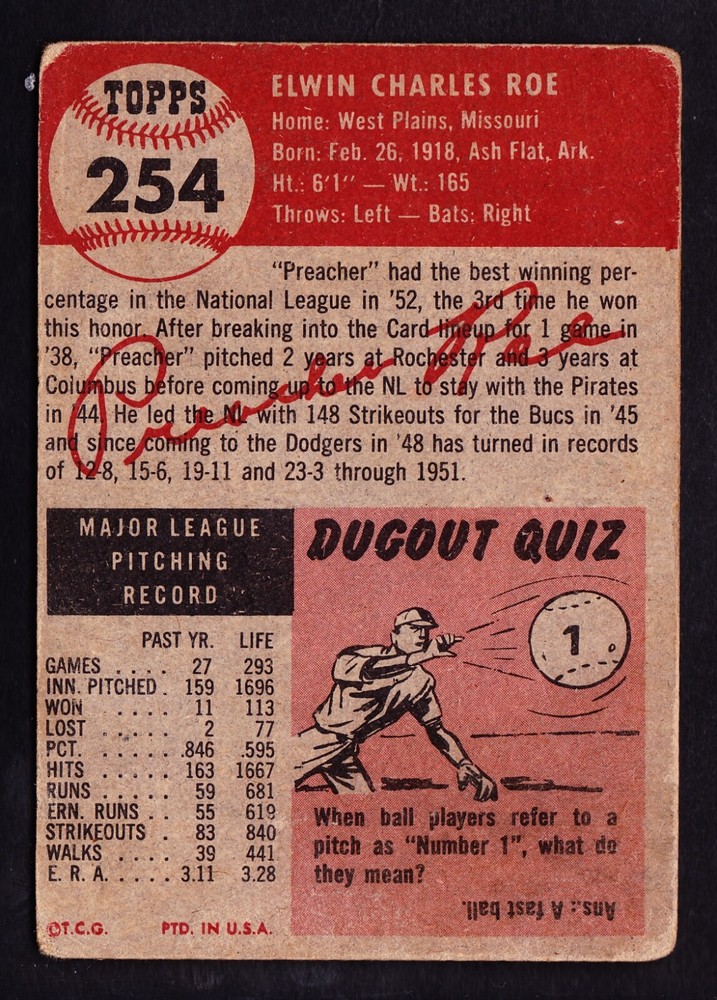 TOPPS
254
ELWIN CHARLES ROE
Home: West Plains, Missouri
Born: Feb. 26, 1918, Ash Flat, Ark.
Ht.: 6'1" — Wt.: 165
Throws: Left — Bats: Right
"Preacher" had the best winning per-
centage in the National League in '52, the 3rd time he won
this honor. After breaking into the Card lineup for 1 game in
'38, "Preacher" pitched 2 years at Rochester and 3 years at
Columbus before coming up to the NL to stay with the Pirates
in '44. He led the NL with 148 Strikeouts for the Bucs in '45
and since coming to the Dodgers in '48 has turned in records
of 12-8, 15-6, 19-11 and 23-3 through 1951.
Preacher Roe
MAJOR LEAGUE
PITCHING
RECORD
PAST YR. LIFE
GAMES . . . . 27 293
INN. PITCHED . 159 1696
WON . . . . . 11 113
LOST . . . . . 2 77
PCT. . . . . . .846 .595
HITS . . . . . 163 1667
RUNS . . . . . 59 681
ERN. RUNS . . 55 619
STRIKEOUTS . 83 840
WALKS . . . . 39 441
E. R. A. . . . . . 3.11 3.28
©T.C.G. PTD. IN U.S.A.
DUGOUT QUIZ
1
When ball players refer to a
pitch as "Number 1", what do
they mean?
Ans.: A fast ball.